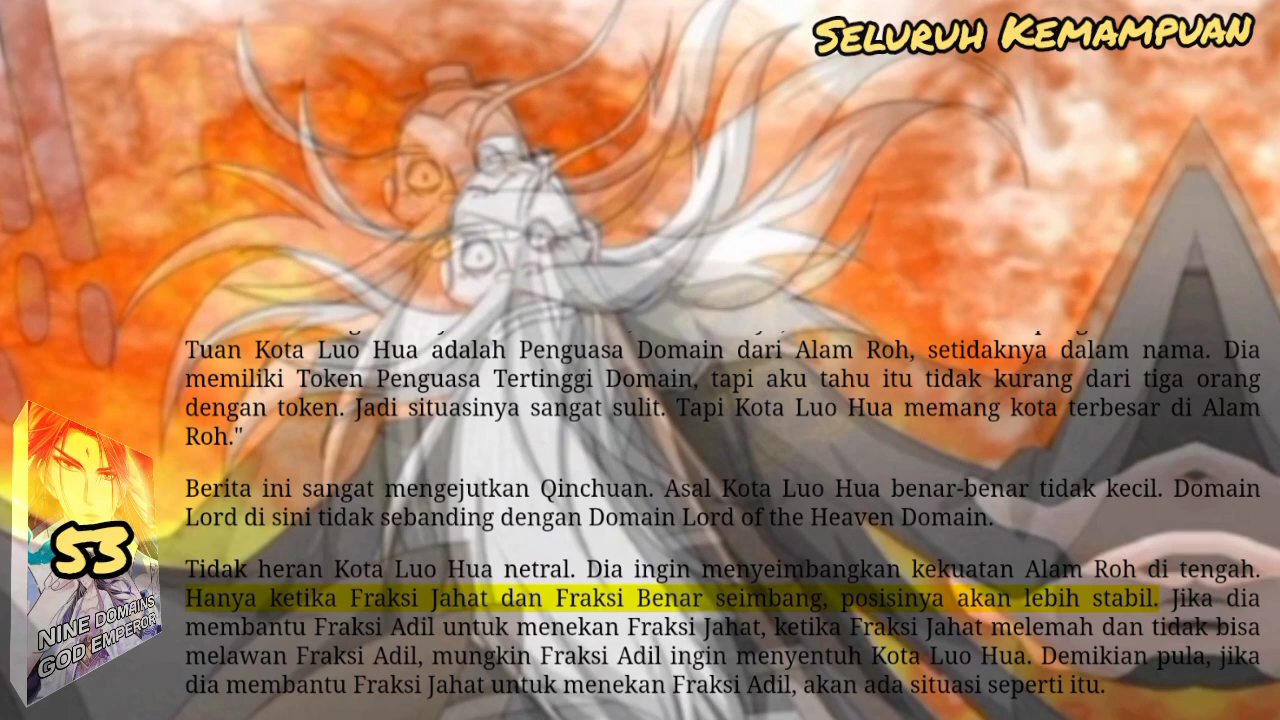 Seluruh Kemampuan
Tuan Kota Luo Hua adalah Penguasa Domain dari Alam Roh, setidaknya dalam nama. Dia
memiliki Token Penguasa Tertinggi Domain, tapi aku tahu itu tidak kurang dari tiga orang
dengan token. Jadi situasinya sangat sulit. Tapi Kota Luo Hua memang kota terbesar di Alam
Roh."
Berita ini sangat mengejutkan Qinchuan. Asal Kota Luo Hua benar-benar tidak kecil. Domain
Lord di sini tidak sebanding dengan Domain Lord of the Heaven Domain.
Tidak heran Kota Luo Hua netral. Dia ingin menyeimbangkan kekuatan Alam Roh di tengah.
Hanya ketika Fraksi Jahat dan Fraksi Benar seimbang, posisinya akan lebih stabil. Jika dia
membantu Fraksi Adil untuk menekan Fraksi Jahat, ketika Fraksi Jahat melemah dan tidak bisa
melawan Fraksi Adil, mungkin Fraksi Adil ingin menyentuh Kota Luo Hua. Demikian pula, jika
dia membantu Fraksi Jahat untuk menekan Fraksi Adil, akan ada situasi seperti itu.
53
NINE DOMAINS
GOD EMPEROR